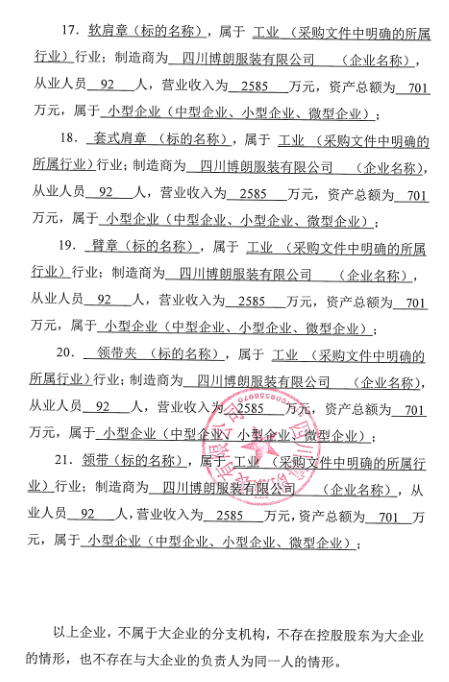 17. 软肩章（标的名称），属于 工业 （采购文件中明确的所属
行业）行业；制造商为 四川博朗服装有限公司 （企业名称），
从业人员 92 人，营业收入为 2585 万元，资产总额为 701
万元，属于 小型企业（中型企业、小型企业、微型企业）；
18. 套式肩章 （标的名称），属于 工业 （采购文件中明确的
所属行业）行业；制造商为 四川博朗服装有限公司 （企业名称），
从业人员 92 人，营业收入为 2585 万元，资产总额为 701
万元，属于 小型企业（中型企业、小型企业、微型企业）；
19. 臂章（标的名称），属于 工业 （采购文件中明确的所属
行业）行业；制造商为 四川博朗服装有限公司 （企业名称），
从业人员 92 人，营业收入为 2585 万元，资产总额为 701
万元，属于 小型企业（中型企业、小型企业、微型企业）；
20. 领带夹 （标的名称），属于 工业 （采购文件中明确的
所属行业）行业；制造商为 四川博朗服装有限公司 （企业名称），
从业人员 92 人，营业收入为 2585 万元，资产总额为 701
万元，属于 小型企业（中型企业、小型企业、微型企业）；
21. 领带（标的名称），属于 工业 （采购文件中明确的所属行
业）行业；制造商为 四川博朗服装有限公司 （企业名称），从
业人员 92 人，营业收入为 2585 万元，资产总额为 701 万
元，属于 小型企业（中型企业、小型企业、微型企业）；
以上企业，不属于大企业的分支机构，不存在控股股东为大企业
的情形，也不存在与大企业的负责人为同一人的情形。